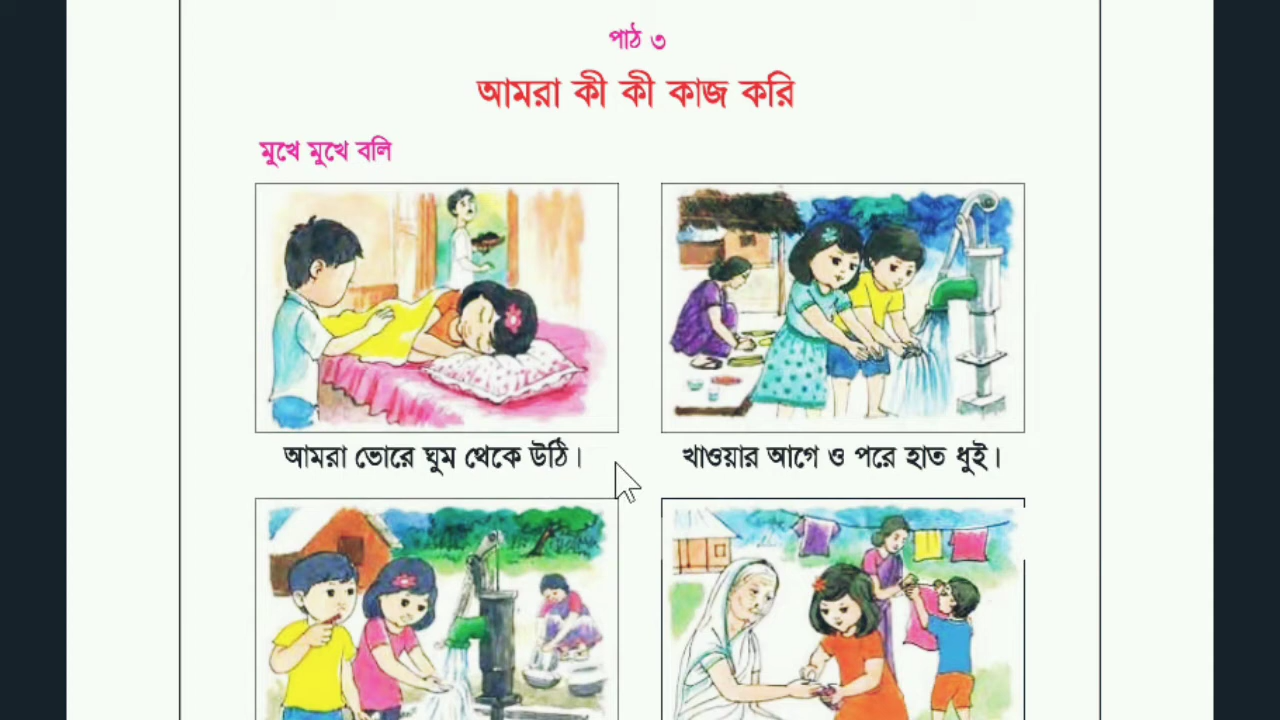 পাঠ ৩
আমরা কী কী কাজ করি
মুখে মুখে বলি
আমরা ভোরে ঘুম থেকে উঠি।
খাওয়ার আগে ও পরে হাত ধুই।